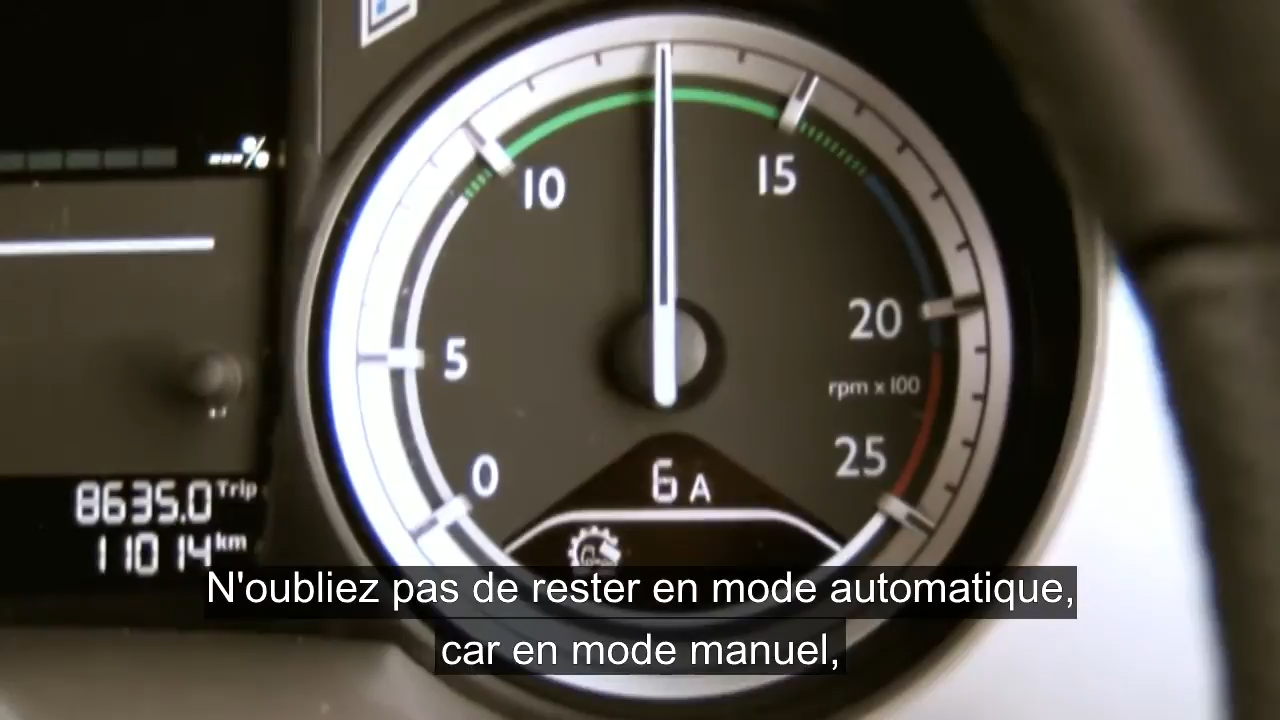 ---%
10
15
5
20
rpm x 100
25
0
6 A
8635.0 Trip
11014 km
N'oubliez pas de rester en mode automatique,
car en mode manuel,